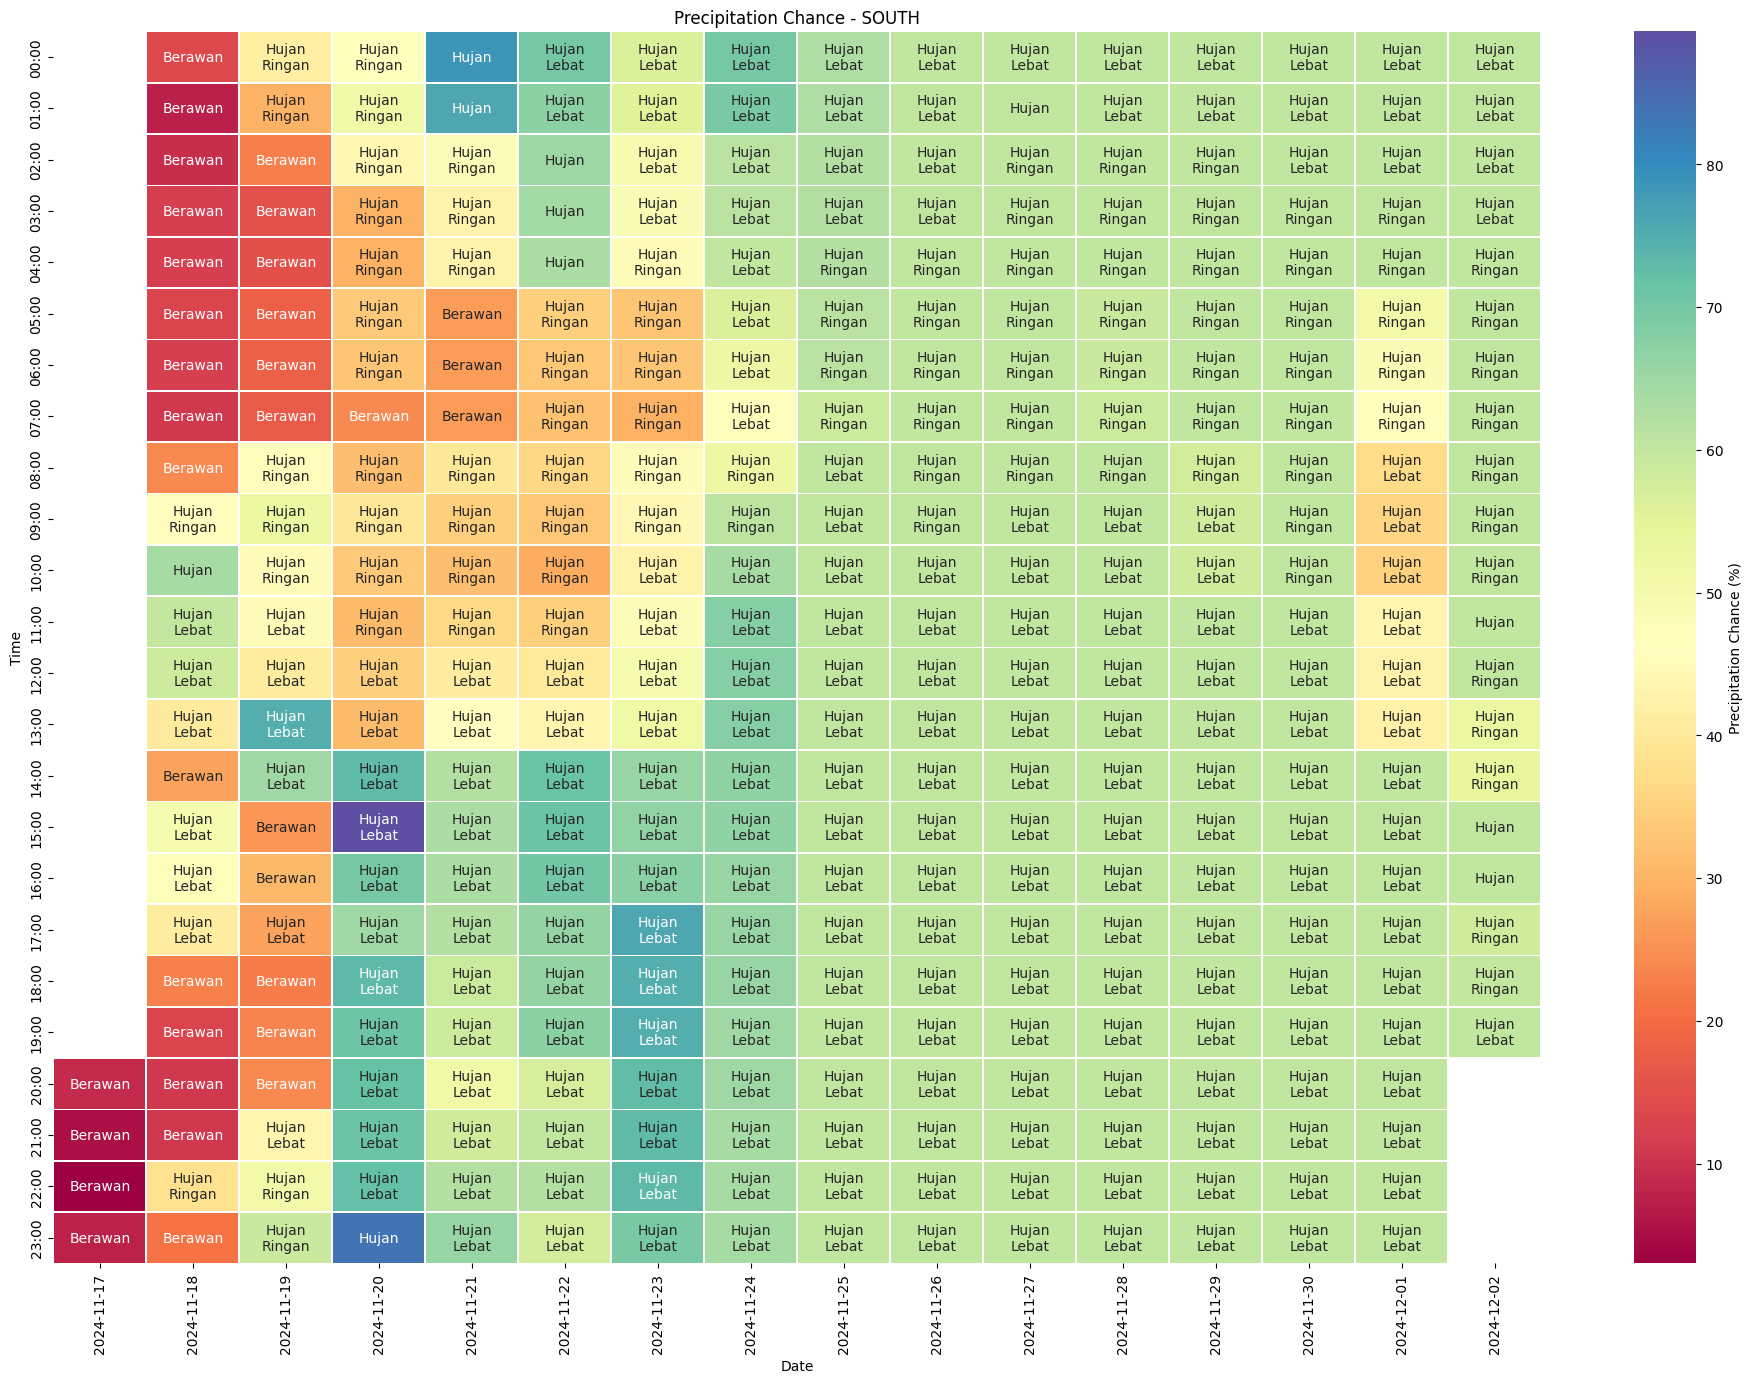 Precipitation Chance - SOUTH
00:00 Berawan Hujan Ringan Hujan Ringan Hujan Hujan Lebat Hujan Lebat Hujan Lebat Hujan Lebat Hujan Lebat Hujan Lebat Hujan Lebat Hujan Lebat Hujan Lebat Hujan Lebat Hujan Lebat
01:00 Berawan Hujan Ringan Hujan Ringan Hujan Hujan Lebat Hujan Lebat Hujan Lebat Hujan Lebat Hujan Lebat Hujan Hujan Lebat Hujan Lebat Hujan Lebat Hujan Lebat Hujan Lebat
02:00 Berawan Berawan Hujan Ringan Hujan Ringan Hujan Hujan Lebat Hujan Lebat Hujan Lebat Hujan Lebat Hujan Ringan Hujan Ringan Hujan Ringan Hujan Lebat Hujan Lebat Hujan Lebat
03:00 Berawan Berawan Hujan Ringan Hujan Ringan Hujan Hujan Lebat Hujan Lebat Hujan Lebat Hujan Lebat Hujan Ringan Hujan Ringan Hujan Ringan Hujan Ringan Hujan Ringan Hujan Lebat
04:00 Berawan Berawan Hujan Ringan Hujan Ringan Hujan Hujan Ringan Hujan Lebat Hujan Ringan Hujan Ringan Hujan Ringan Hujan Ringan Hujan Ringan Hujan Ringan Hujan Ringan Hujan Ringan
05:00 Berawan Berawan Hujan Ringan Berawan Hujan Ringan Hujan Ringan Hujan Lebat Hujan Ringan Hujan Ringan Hujan Ringan Hujan Ringan Hujan Ringan Hujan Ringan Hujan Ringan Hujan Ringan
06:00 Berawan Berawan Hujan Ringan Berawan Hujan Ringan Hujan Ringan Hujan Lebat Hujan Ringan Hujan Ringan Hujan Ringan Hujan Ringan Hujan Ringan Hujan Ringan Hujan Ringan Hujan Ringan
07:00 Berawan Berawan Berawan Berawan Hujan Ringan Hujan Ringan Hujan Lebat Hujan Ringan Hujan Ringan Hujan Ringan Hujan Ringan Hujan Ringan Hujan Ringan Hujan Ringan Hujan Ringan
08:00 Berawan Hujan Ringan Hujan Ringan Hujan Ringan Hujan Ringan Hujan Ringan Hujan Ringan Hujan Lebat Hujan Ringan Hujan Ringan Hujan Ringan Hujan Ringan Hujan Ringan Hujan Lebat Hujan Ringan
09:00 Hujan Ringan Hujan Ringan Hujan Ringan Hujan Ringan Hujan Ringan Hujan Ringan Hujan Ringan Hujan Lebat Hujan Ringan Hujan Lebat Hujan Lebat Hujan Lebat Hujan Ringan Hujan Lebat Hujan Ringan
10:00 Hujan Hujan Ringan Hujan Ringan Hujan Ringan Hujan Ringan Hujan Lebat Hujan Lebat Hujan Lebat Hujan Lebat Hujan Lebat Hujan Lebat Hujan Lebat Hujan Ringan Hujan Lebat Hujan Ringan
11:00 Hujan Lebat Hujan Lebat Hujan Ringan Hujan Ringan Hujan Ringan Hujan Lebat Hujan Lebat Hujan Lebat Hujan Lebat Hujan Lebat Hujan Lebat Hujan Lebat Hujan Lebat Hujan Lebat Hujan
12:00 Hujan Lebat Hujan Lebat Hujan Lebat Hujan Lebat Hujan Lebat Hujan Lebat Hujan Lebat Hujan Lebat Hujan Lebat Hujan Lebat Hujan Lebat Hujan Lebat Hujan Lebat Hujan Lebat Hujan Ringan
13:00 Hujan Lebat Hujan Lebat Hujan Lebat Hujan Lebat Hujan Lebat Hujan Lebat Hujan Lebat Hujan Lebat Hujan Lebat Hujan Lebat Hujan Lebat Hujan Lebat Hujan Lebat Hujan Lebat Hujan Ringan
14:00 Berawan Hujan Lebat Hujan Lebat Hujan Lebat Hujan Lebat Hujan Lebat Hujan Lebat Hujan Lebat Hujan Lebat Hujan Lebat Hujan Lebat Hujan Lebat Hujan Lebat Hujan Lebat Hujan Ringan
15:00 Hujan Lebat Berawan Hujan Lebat Hujan Lebat Hujan Lebat Hujan Lebat Hujan Lebat Hujan Lebat Hujan Lebat Hujan Lebat Hujan Lebat Hujan Lebat Hujan Lebat Hujan Lebat Hujan
16:00 Hujan Lebat Berawan Hujan Lebat Hujan Lebat Hujan Lebat Hujan Lebat Hujan Lebat Hujan Lebat Hujan Lebat Hujan Lebat Hujan Lebat Hujan Lebat Hujan Lebat Hujan Lebat Hujan
17:00 Hujan Lebat Hujan Lebat Hujan Lebat Hujan Lebat Hujan Lebat Hujan Lebat Hujan Lebat Hujan Lebat Hujan Lebat Hujan Lebat Hujan Lebat Hujan Lebat Hujan Lebat Hujan Lebat Hujan Ringan
18:00 Berawan Berawan Hujan Lebat Hujan Lebat Hujan Lebat Hujan Lebat Hujan Lebat Hujan Lebat Hujan Lebat Hujan Lebat Hujan Lebat Hujan Lebat Hujan Lebat Hujan Lebat Hujan Ringan
19:00 Berawan Berawan Hujan Lebat Hujan Lebat Hujan Lebat Hujan Lebat Hujan Lebat Hujan Lebat Hujan Lebat Hujan Lebat Hujan Lebat Hujan Lebat Hujan Lebat Hujan Lebat Hujan Lebat
20:00 Berawan Berawan Berawan Hujan Lebat Hujan Lebat Hujan Lebat Hujan Lebat Hujan Lebat Hujan Lebat Hujan Lebat Hujan Lebat Hujan Lebat Hujan Lebat Hujan Lebat Hujan Lebat
21:00 Berawan Berawan Hujan Lebat Hujan Lebat Hujan Lebat Hujan Lebat Hujan Lebat Hujan Lebat Hujan Lebat Hujan Lebat Hujan Lebat Hujan Lebat Hujan Lebat Hujan Lebat Hujan Lebat
22:00 Berawan Hujan Ringan Hujan Ringan Hujan Lebat Hujan Lebat Hujan Lebat Hujan Lebat Hujan Lebat Hujan Lebat Hujan Lebat Hujan Lebat Hujan Lebat Hujan Lebat Hujan Lebat Hujan Lebat
23:00 Berawan Berawan Hujan Ringan Hujan Hujan Lebat Hujan Lebat Hujan Lebat Hujan Lebat Hujan Lebat Hujan Lebat Hujan Lebat Hujan Lebat Hujan Lebat Hujan Lebat Hujan Lebat
Time
2024-11-17 2024-11-18 2024-11-19 2024-11-20 2024-11-21 2024-11-22 2024-11-23 2024-11-24 2024-11-25 2024-11-26 2024-11-27 2024-11-28 2024-11-29 2024-11-30 2024-12-01 2024-12-02
Date
80
70
60
50
40
30
20
10
Precipitation Chance (%)